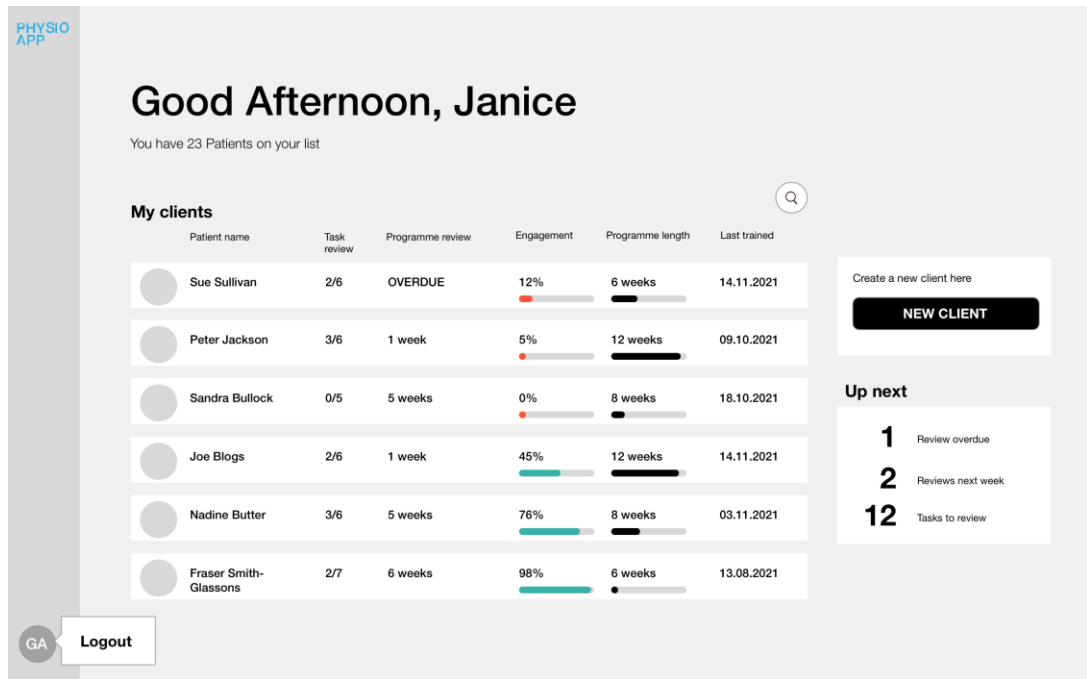 PHYSIO
APP
Good Afternoon, Janice
You have 23 Patients on your list
My clients
Patient name Task review Programme review Engagement Programme length Last trained
Sue Sullivan 2/6 OVERDUE 12% 6 weeks 14.11.2021
Peter Jackson 3/6 1 week 5% 12 weeks 09.10.2021
Sandra Bullock 0/5 5 weeks 0% 8 weeks 18.10.2021
Joe Blogs 2/6 1 week 45% 12 weeks 14.11.2021
Nadine Butter 3/6 5 weeks 76% 8 weeks 03.11.2021
Fraser Smith- 2/7 6 weeks 98% 6 weeks 13.08.2021
Glassons
Create a new client here
NEW CLIENT
Up next
1 Review overdue
2 Reviews next week
12 Tasks to review
GA Logout